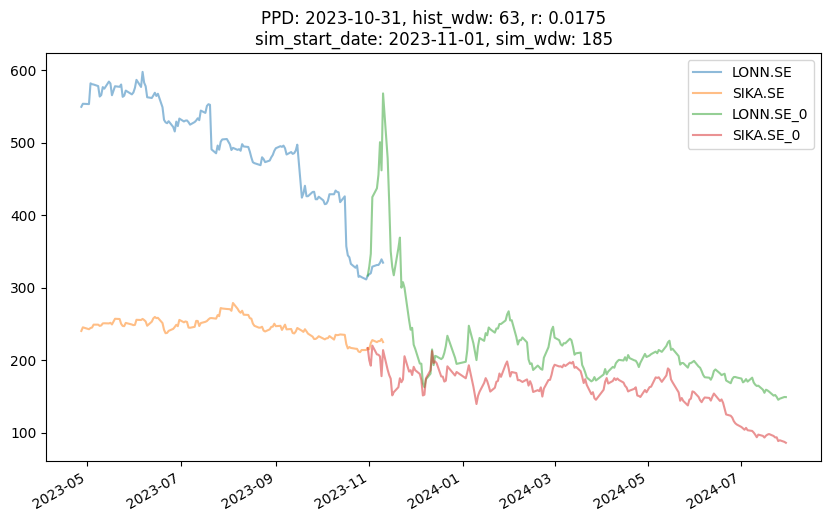 PPD: 2023-10-31, hist_wdw: 63, r: 0.0175
sim_start_date: 2023-11-01, sim_wdw: 185
LONN.SE
SIKA.SE
LONN.SE_0
SIKA.SE_0
600
500
400
300
200
100
2023-05
2023-07
2023-09
2023-11
2024-01
2024-03
2024-05
2024-07